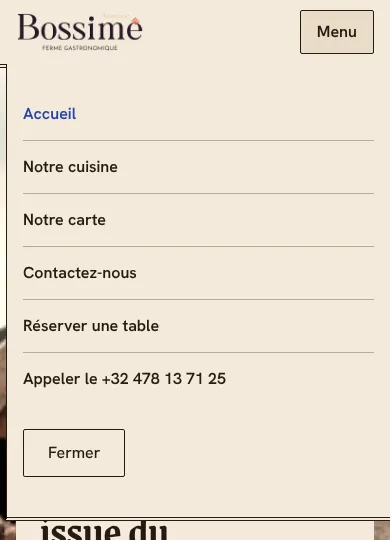 Bossimé
FERME GASTRONOMIQUE
Menu
Accueil
Notre cuisine
Notre carte
Contactez-nous
Réserver une table
Appeler le +32 478 13 71 25
Fermer
issue du